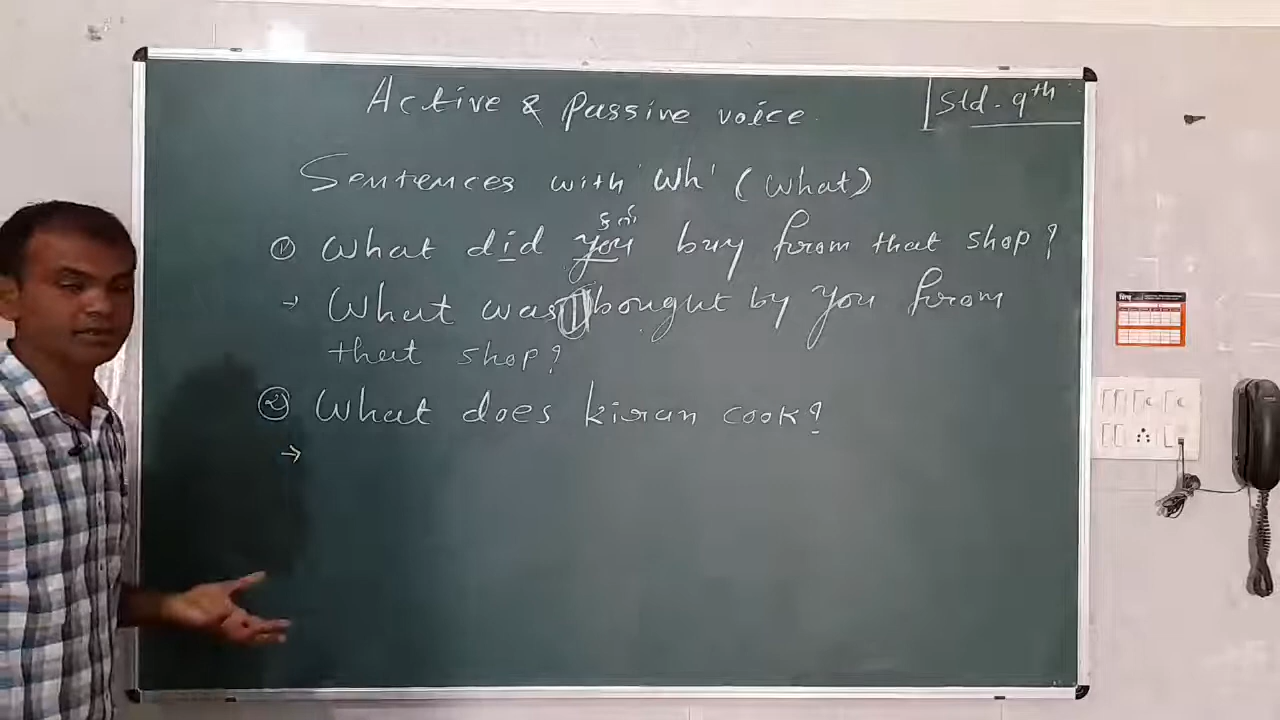 Active & Passive voice
Std. 9th
Sentences with 'Wh' (What)
કર્તા
① What did you buy from that shop?
→ What was bought by you from
that shop?
② What does kiran cook?
→